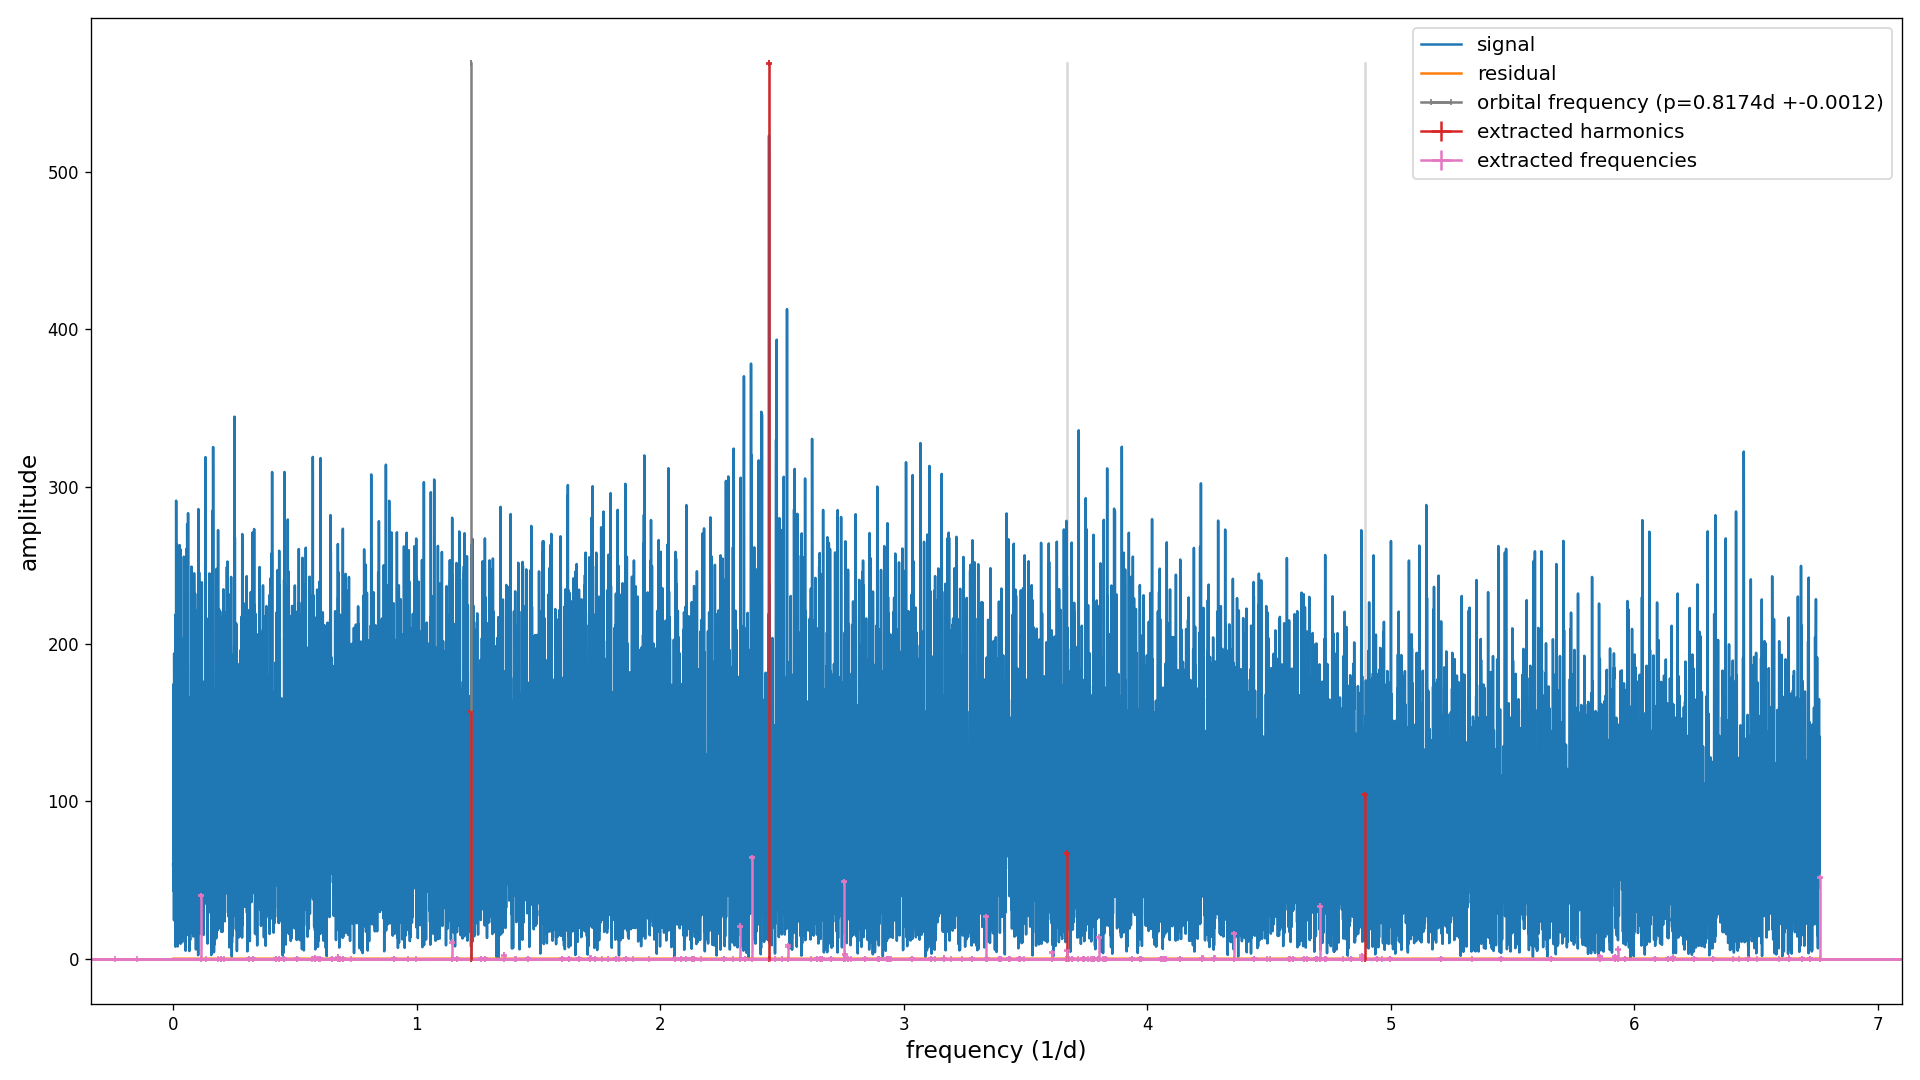 signal
residual
orbital frequency (p=0.8174d +-0.0012)
extracted harmonics
extracted frequencies
amplitude
500
400
300
200
100
0
0 1 2 3 4 5 6 7
frequency (1/d)